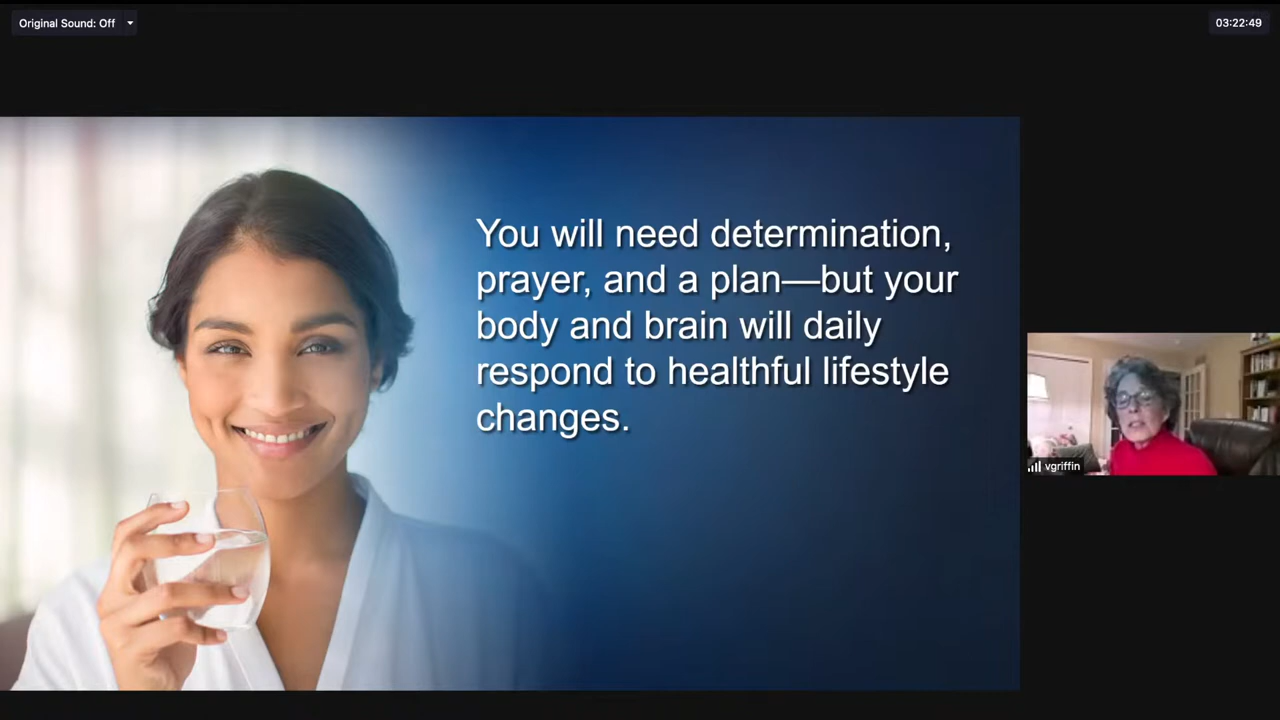 Original Sound: Off
03:22:49
You will need determination,
prayer, and a plan—but your
body and brain will daily
respond to healthful lifestyle
changes.
vgriffin